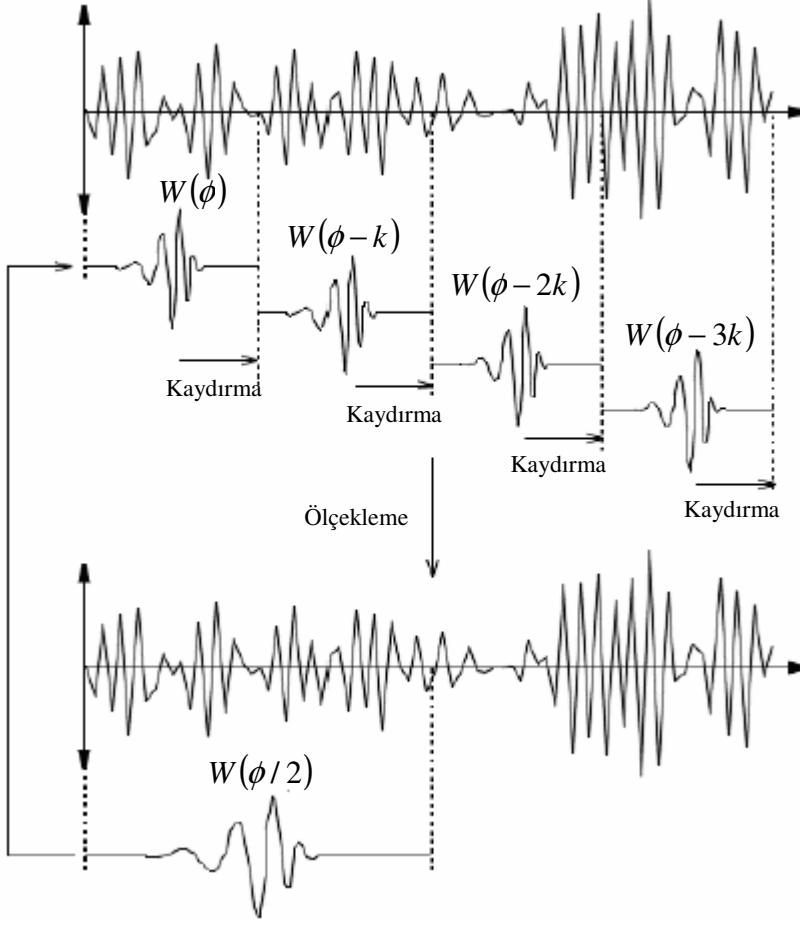 W(ϕ)
W(ϕ − k)
W(ϕ − 2k)
W(ϕ − 3k)
Kaydırma
Kaydırma
Kaydırma
Kaydırma
Ölçekleme
W(ϕ / 2)